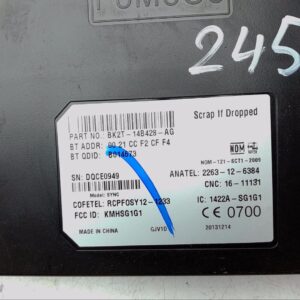 245
Scrap If Dropped
PART NO. BK2T-14B428-AG
BT ADDR: 00 21 CC F2 CF F4
BT QDID: B014573
NOM
NOM-121-SCT1-2009
SN: DQCE0949
ANATEL: 2263-12-6384
Model: SYNC
CNC: 16-11131
COFETEL: RCPFOSY12-1233
IC: 1422A-SG1G1
FCC ID: KMHSG1G1
CE 0700
MADE IN CHINA
GJV10
20131214